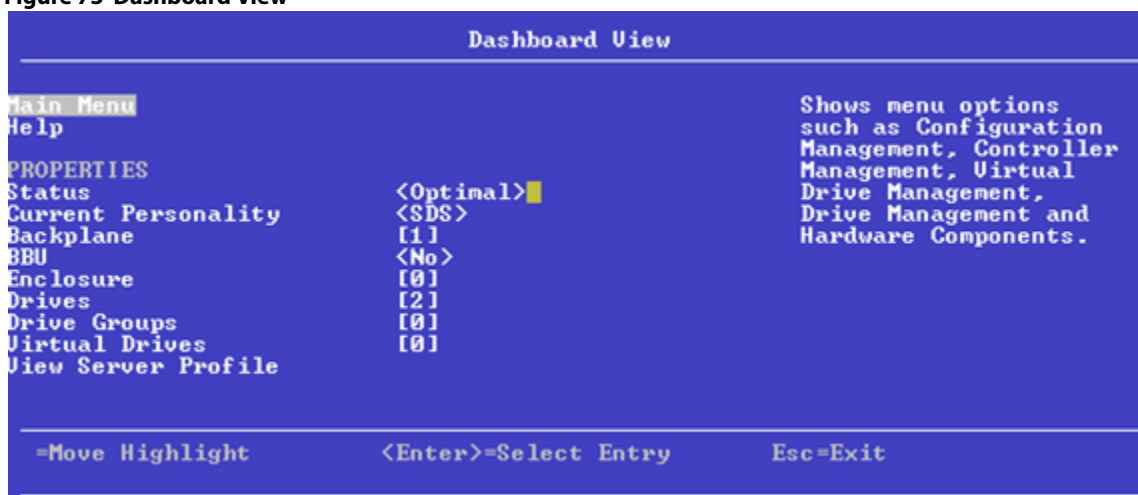 Figure 75 Dashboard View
Dashboard View
Main Menu
Help
PROPERTIES
Status <Optimal>
Current Personality <SDS>
Backplane [1]
BBU <No>
Enclosure [0]
Drives [2]
Drive Groups [0]
Virtual Drives [0]
View Server Profile
Shows menu options
such as Configuration
Management, Controller
Management, Virtual
Drive Management,
Drive Management and
Hardware Components.
=Move Highlight <Enter>=Select Entry Esc=Exit